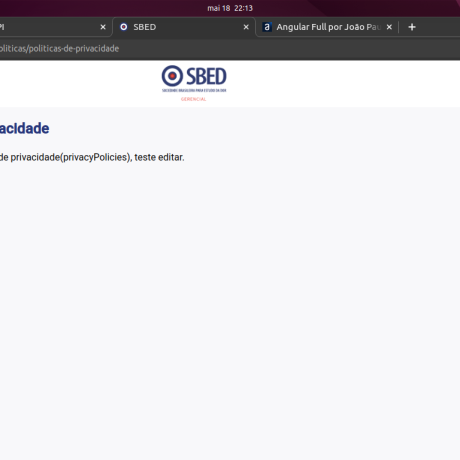 mai 18 22:13
PI
SBED
Angular Full por João Pau
políticas/politicas-de-privacidade
SBED
SOCIEDADE BRASILEIRA PARA ESTUDO DA DOR
GERENCIAL
acidade
de privacidade(privacyPolicies), teste editar.